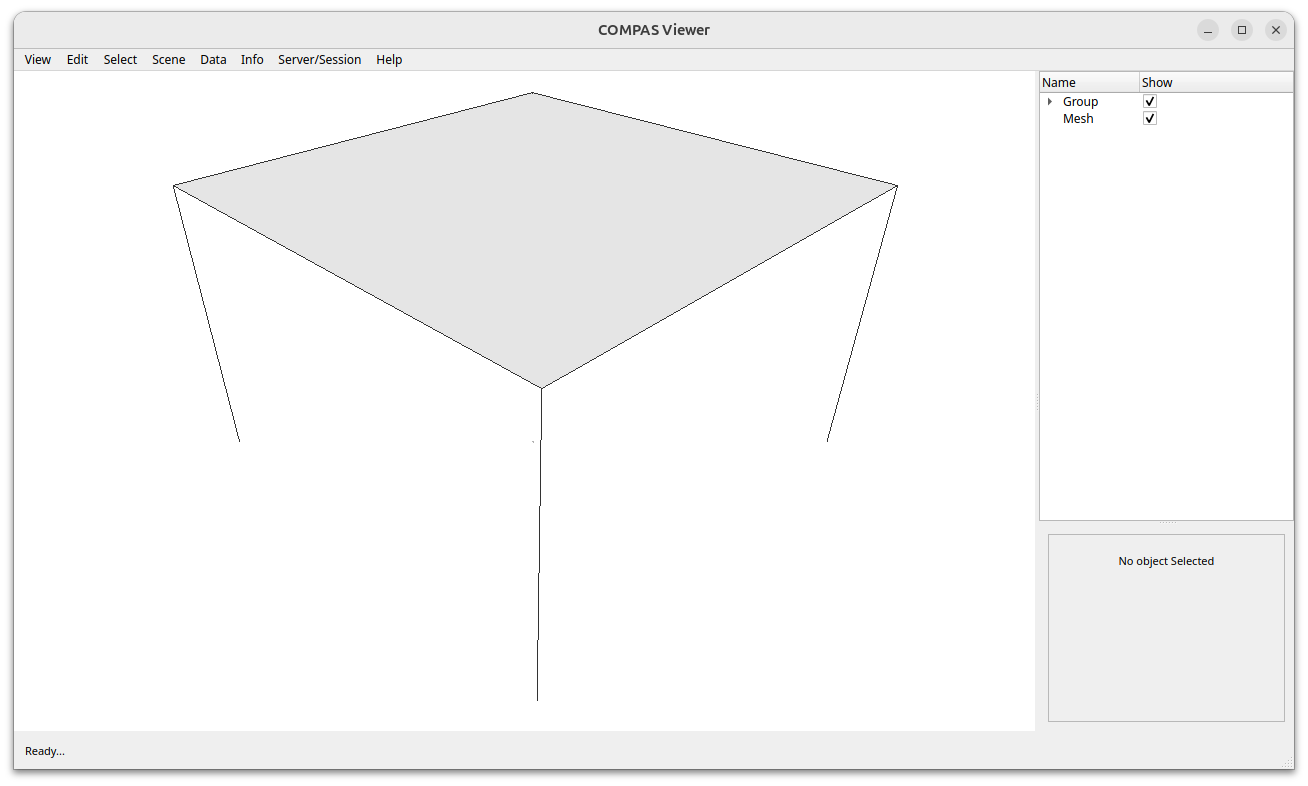 COMPAS Viewer
View Edit Select Scene Data Info Server/Session Help
Name Show
Group
Mesh
No object Selected
Ready...